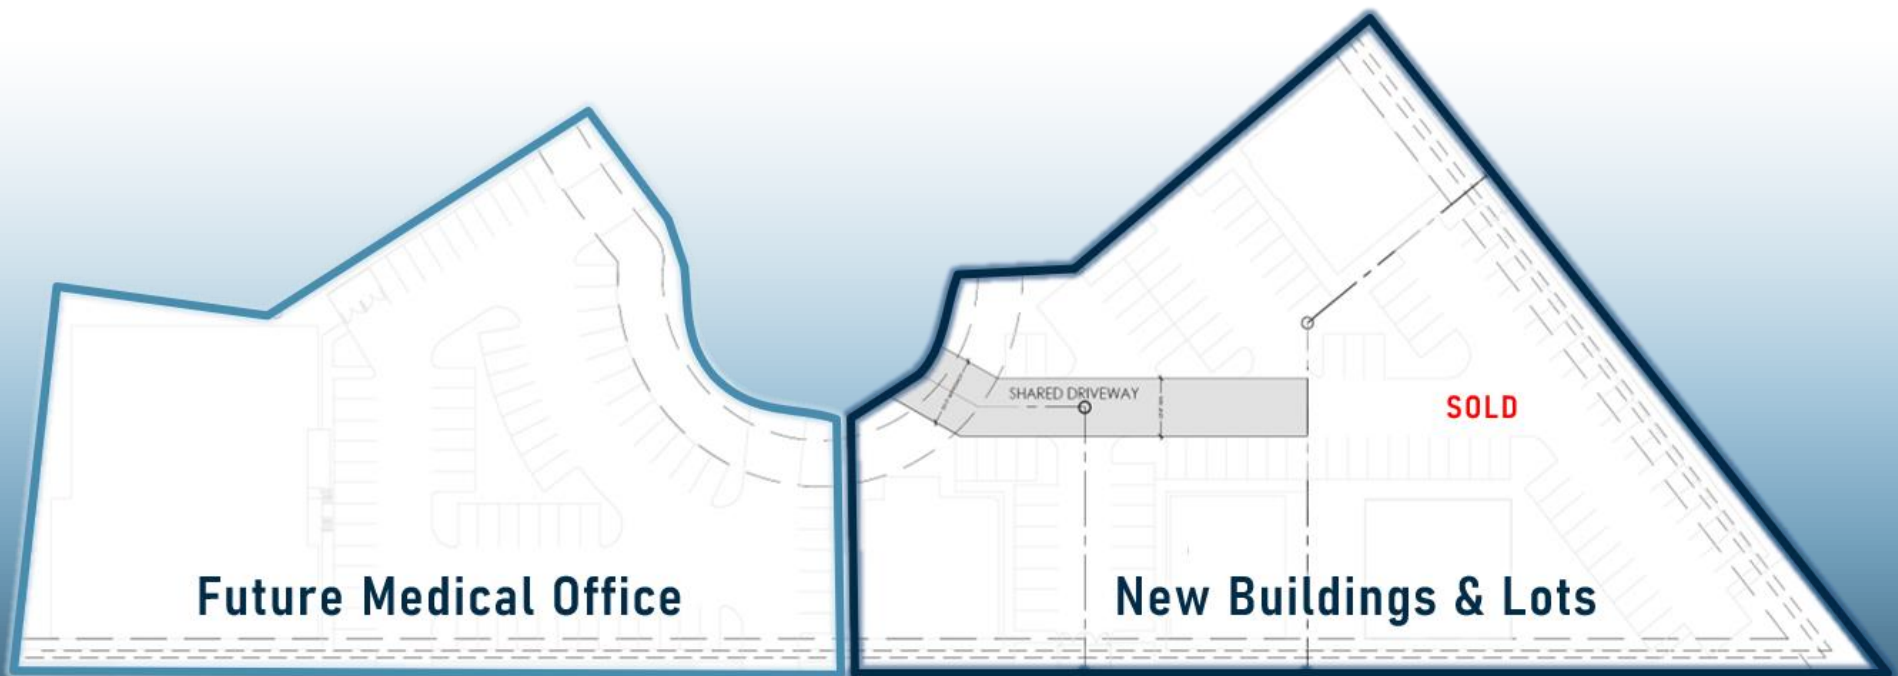 SHARED DRIVEWAY
SOLD
Future Medical Office
New Buildings & Lots